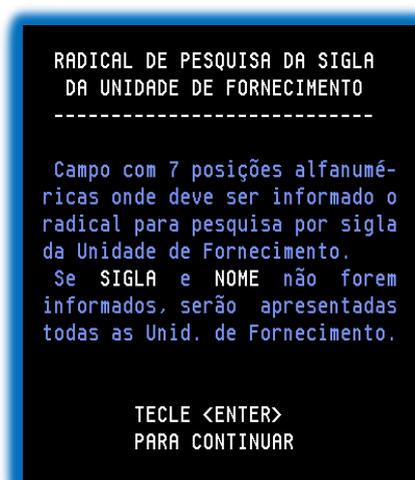 RADICAL DE PESQUISA DA SIGLA
DA UNIDADE DE FORNECIMENTO
----------------------------
Campo com 7 posições alfanumé-
ricas onde deve ser informado o
radical para pesquisa por sigla
da Unidade de Fornecimento.
Se SIGLA e NOME não forem
informados, serão apresentadas
todas as Unid. de Fornecimento.
TECLE <ENTER>
PARA CONTINUAR